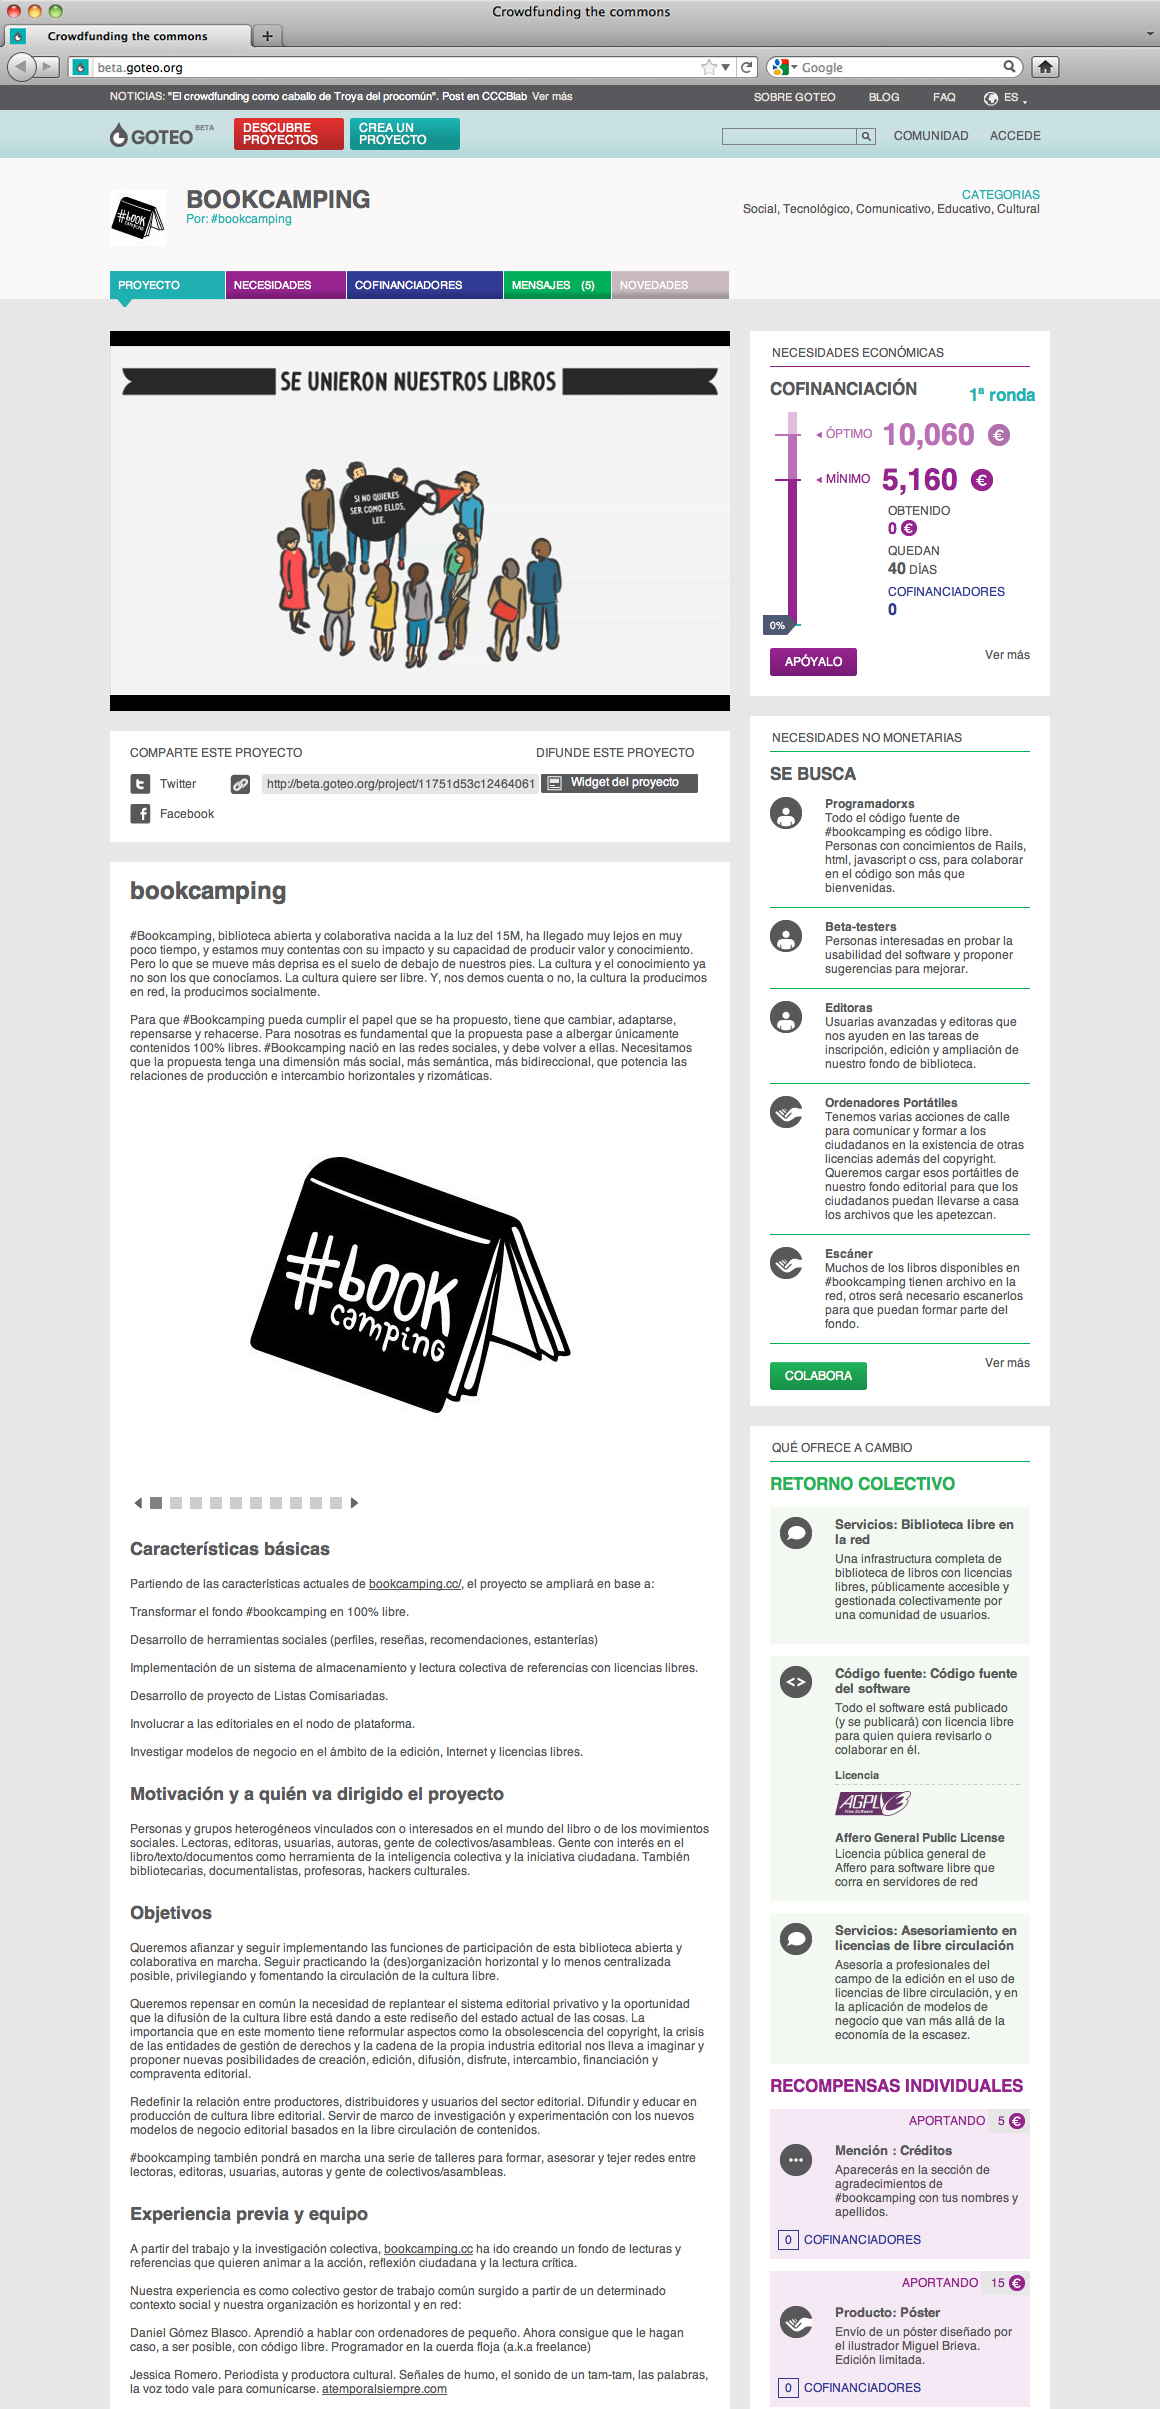 Crowdfunding the commons
Crowdfunding the commons
beta.goteo.org
Google
NOTICIAS: "El crowdfunding como caballo de Troya del procomún". Post en CCCBlab Ver más
SOBRE GOTEO BLOG FAQ ES
GOTEO BETA
DESCUBRE
PROYECTOS
CREA UN
PROYECTO
COMUNIDAD ACCEDE
#book
camping
BOOKCAMPING
Por: #bookcamping
CATEGORIAS
Social, Tecnológico, Comunicativo, Educativo, Cultural
PROYECTO NECESIDADES COFINANCIADORES MENSAJES (5) NOVEDADES
SE UNIERON NUESTROS LIBROS
SI NO QUIERES
SER COMO ELLOS,
LEE.
COMPARTE ESTE PROYECTO
DIFUNDE ESTE PROYECTO
Twitter
http://beta.goteo.org/project/11751d53c12464061
Widget del proyecto
Facebook
bookcamping
#Bookcamping, biblioteca abierta y colaborativa nacida a la luz del 15M, ha llegado muy lejos en muy
poco tiempo, y estamos muy contentas con su impacto y su capacidad de producir valor y conocimiento.
Pero lo que se mueve más deprisa es el suelo de debajo de nuestros pies. La cultura y el conocimiento ya
no son los que conocíamos. La cultura quiere ser libre. Y, nos demos cuenta o no, la cultura la producimos
en red, la producimos socialmente.
Para que #Bookcamping pueda cumplir el papel que se ha propuesto, tiene que cambiar, adaptarse,
repensarse y rehacerse. Para nosotras es fundamental que la propuesta pase a albergar únicamente
contenidos 100% libres. #Bookcamping nació en las redes sociales, y debe volver a ellas. Necesitamos
que la propuesta tenga una dimensión más social, más semántica, más bidireccional, que potencia las
relaciones de producción e intercambio horizontales y rizomáticas.
#book
camping
Características básicas
Partiendo de las características actuales de bookcamping.cc/, el proyecto se ampliará en base a:
Transformar el fondo #bookcamping en 100% libre.
Desarrollo de herramientas sociales (perfiles, reseñas, recomendaciones, estanterías)
Implementación de un sistema de almacenamiento y lectura colectiva de referencias con licencias libres.
Desarrollo de proyecto de Listas Comisariadas.
Involucrar a las editoriales en el nodo de plataforma.
Investigar modelos de negocio en el ámbito de la edición, Internet y licencias libres.
Motivación y a quién va dirigido el proyecto
Personas y grupos heterogéneos vinculados con o interesados en el mundo del libro o de los movimientos
sociales. Lectoras, editoras, usuarias, autoras, gente de colectivos/asambleas. Gente con interés en el
libro/texto/documentos como herramienta de la inteligencia colectiva y la iniciativa ciudadana. También
bibliotecarias, documentalistas, profesoras, hackers culturales.
Objetivos
Queremos afianzar y seguir implementando las funciones de participación de esta biblioteca abierta y
colaborativa en marcha. Seguir practicando la (des)organización horizontal y lo menos centralizada
posible, privilegiando y fomentando la circulación de la cultura libre.
Queremos repensar en común la necesidad de replantear el sistema editorial privativo y la oportunidad
que la difusión de la cultura libre está dando a este rediseño del estado actual de las cosas. La
importancia que en este momento tiene reformular aspectos como la obsolescencia del copyright, la crisis
de las entidades de gestión de derechos y la cadena de la propia industria editorial nos lleva a imaginar y
proponer nuevas posibilidades de creación, edición, difusión, disfrute, intercambio, financiación y
compraventa editorial.
Redefinir la relación entre productores, distribuidores y usuarios del sector editorial. Difundir y educar en
producción de cultura libre editorial. Servir de marco de investigación y experimentación con los nuevos
modelos de negocio editorial basados en la libre circulación de contenidos.
#bookcamping también pondrá en marcha una serie de talleres para formar, asesorar y tejer redes entre
lectoras, editoras, usuarias, autoras y gente de colectivos/asambleas.
Experiencia previa y equipo
A partir del trabajo y la investigación colectiva, bookcamping.cc ha ido creando un fondo de lecturas y
referencias que quieren animar a la acción, reflexión ciudadana y la lectura crítica.
Nuestra experiencia es como colectivo gestor de trabajo común surgido a partir de un determinado
contexto social y nuestra organización es horizontal y en red:
Daniel Gómez Blasco. Aprendió a hablar con ordenadores de pequeño. Ahora consigue que le hagan
caso, a ser posible, con código libre. Programador en la cuerda floja (a.k.a freelance)
Jessica Romero. Periodista y productora cultural. Señales de humo, el sonido de un tam-tam, las palabras,
la voz todo vale para comunicarse. atemporalsiempre.com
NECESIDADES ECONÓMICAS
COFINANCIACIÓN
1ª ronda
ÓPTIMO 10,060 €
MÍNIMO 5,160 €
OBTENIDO
0 €
QUEDAN
40 DÍAS
COFINANCIADORES
0
0%
APÓYALO
Ver más
NECESIDADES NO MONETARIAS
SE BUSCA
Programadorxs
Todo el código fuente de
#bookcamping es código libre.
Personas con concimientos de Rails,
html, javascript o css, para colaborar
en el código son más que
bienvenidas.
Beta-testers
Personas interesadas en probar la
usabilidad del software y proponer
sugerencias para mejorar.
Editoras
Usuarias avanzadas y editoras que
nos ayuden en las tareas de
inscripción, edición y ampliación de
nuestro fondo de biblioteca.
Ordenadores Portátiles
Tenemos varias acciones de calle
para comunicar y formar a los
ciudadanos en la existencia de otras
licencias además del copyright.
Queremos cargar esos portáitles de
nuestro fondo editorial para que los
ciudadanos puedan llevarse a casa
los archivos que les apetezcan.
Escáner
Muchos de los libros disponibles en
#bookcamping tienen archivo en la
red, otros será necesario escanerlos
para que puedan formar parte del
fondo.
Ver más
COLABORA
QUÉ OFRECE A CAMBIO
RETORNO COLECTIVO
Servicios: Biblioteca libre en
la red
Una infrastructura completa de
biblioteca de libros con licencias
libres, públicamente accesible y
gestionada colectivamente por
una comunidad de usuarios.
Código fuente: Código fuente
del software
Todo el software está publicado
(y se publicará) con licencia libre
para quien quiera revisarlo o
colaborar en él.
Licencia
AGPLv3
Free Software
Affero General Public License
Licencia pública general de
Affero para software libre que
corra en servidores de red
Servicios: Asesoriamiento en
licencias de libre circulación
Asesoría a profesionales del
campo de la edición en el uso de
licencias de libre circulación, y en
la aplicación de modelos de
negocio que van más allá de la
economía de la escasez.
RECOMPENSAS INDIVIDUALES
APORTANDO 5 €
Mención : Créditos
Aparecerás en la sección de
agradecimientos de
#bookcamping con tus nombres y
apellidos.
0 COFINANCIADORES
APORTANDO 15 €
Producto: Póster
Envío de un póster diseñado por
el ilustrador Miguel Brieva.
Edición limitada.
0 COFINANCIADORES